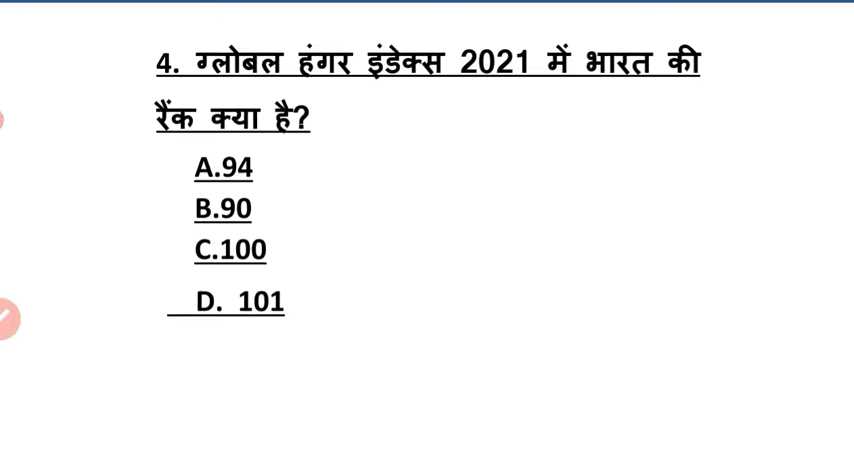 4. ग्लोबल हंगर इंडेक्स 2021 में भारत की
रैंक क्या है?
A.94
B.90
C.100
D. 101